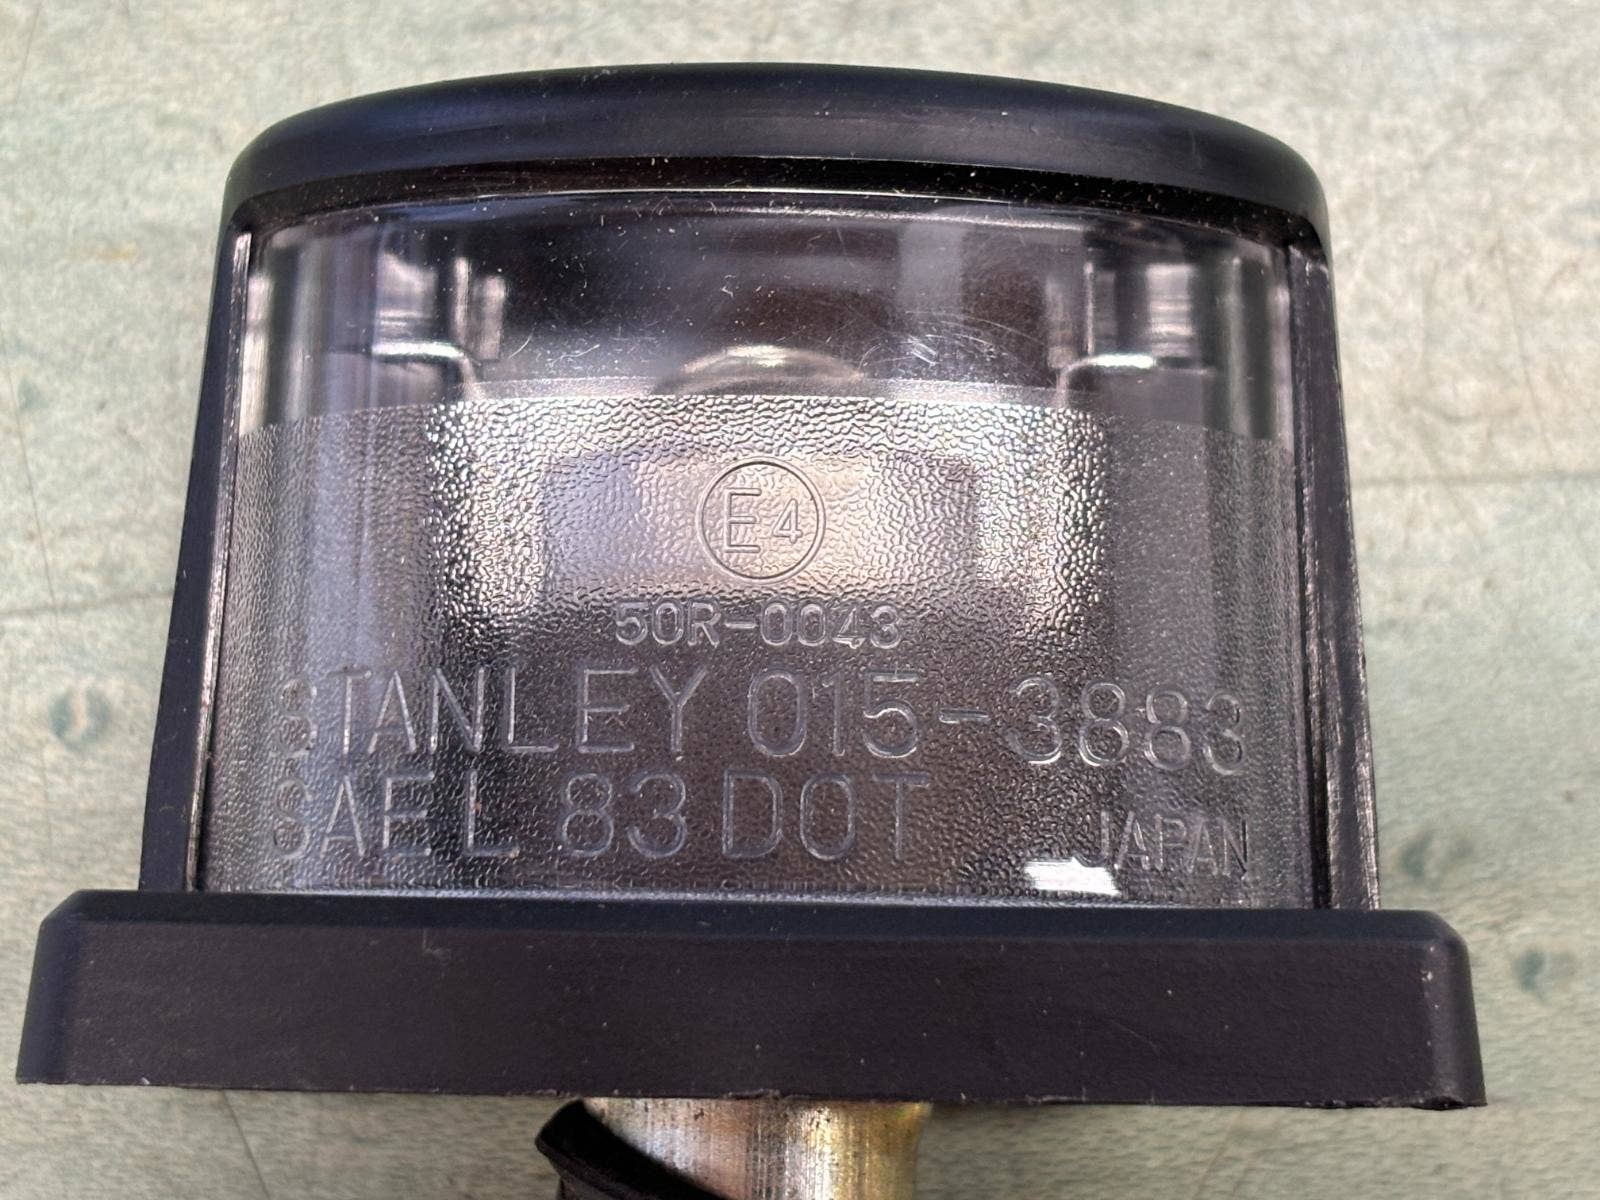 E4
50R-0043
STANLEY 015-3883
SAE L 83 DOT JAPAN